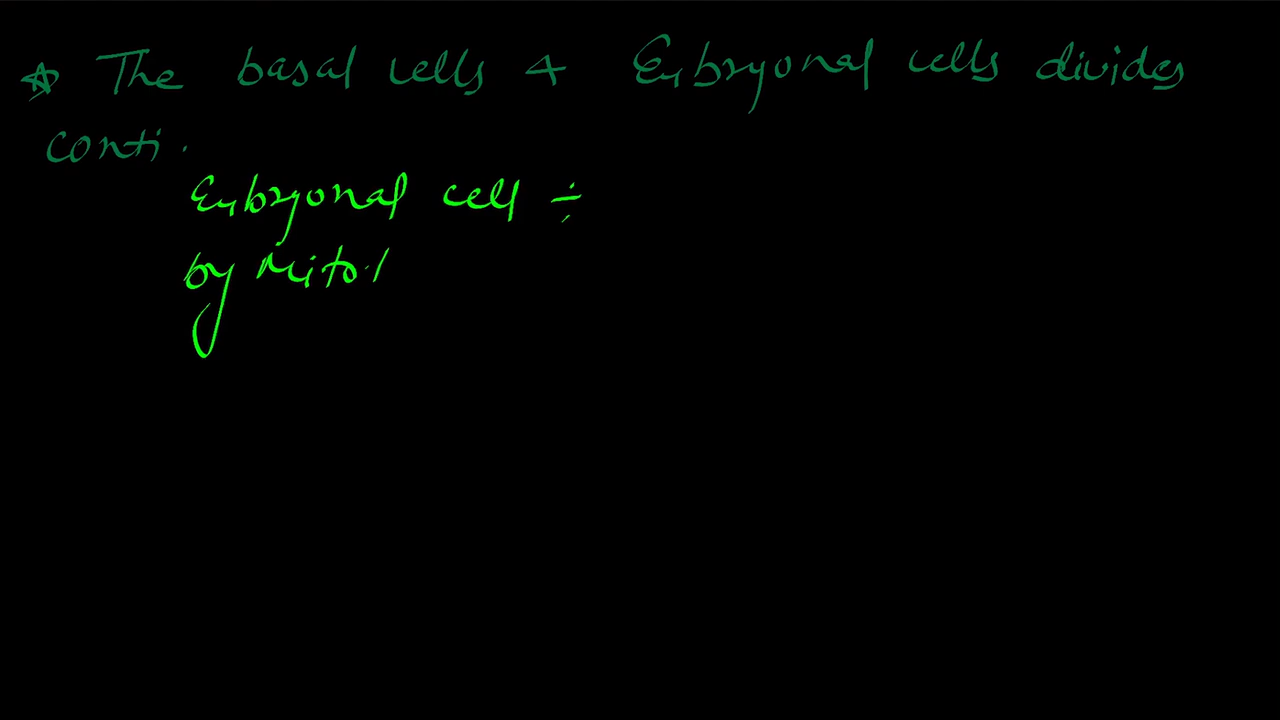 The basal cells + Embryonal cells divides
conti.
Embryonal cell ÷
by Mito